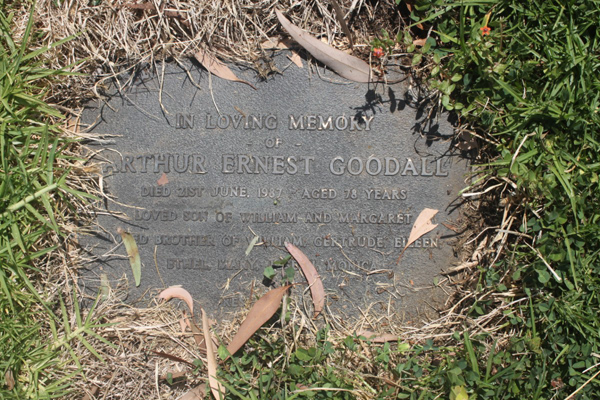 IN LOVING MEMORY
- OF -
ARTHUR ERNEST GOODALL
DIED 21ST JUNE, 1987 AGED 78 YEARS
LOVED SON OF WILLIAM AND MARGARET
BROTHER OF GERTRUDE EILEEN
ETHEL